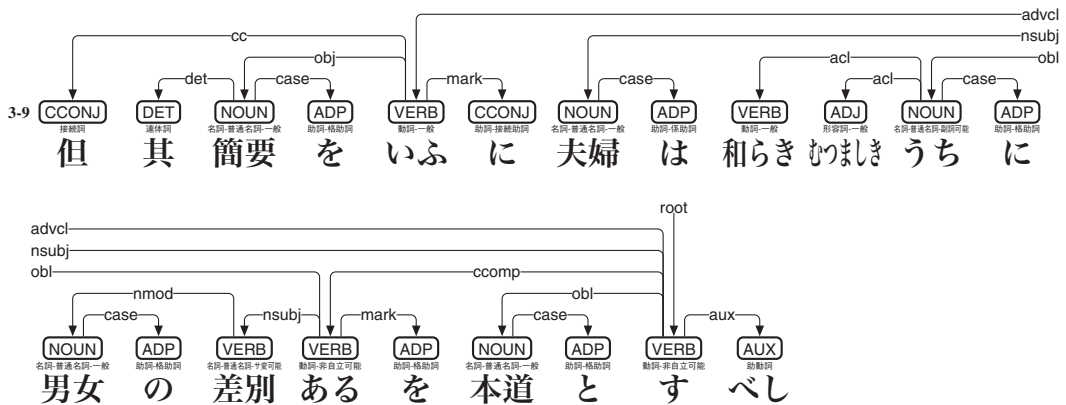 advcl
cc nsubj
obj acl obl
det case mark case acl case
3-9 CCONJ DET NOUN ADP VERB CCONJ NOUN ADP VERB ADJ NOUN ADP
接続詞 連体詞 名詞-普通名詞-一般 助詞-格助詞 動詞-一般 助詞-接続助詞 名詞-普通名詞-一般 助詞-係助詞 動詞-一般 形容詞-一般 名詞-普通名詞-副詞可能 助詞-格助詞
但 其 簡要 を いふ に 夫婦 は 和らき むつましき うち に
root
advcl
nsubj
obl ccomp
nmod obl
case nsubj mark case aux
NOUN ADP VERB VERB ADP NOUN ADP VERB AUX
名詞-普通名詞-一般 助詞-格助詞 名詞-普通名詞-サ変可能 動詞-非自立可能 助詞-格助詞 名詞-普通名詞-一般 助詞-格助詞 動詞-非自立可能 助動詞
男女 の 差別 ある を 本道 と す べし